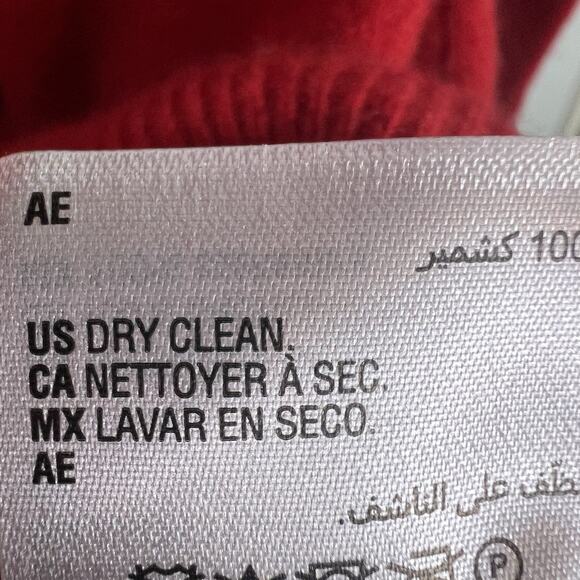 AE
100 كشمير
US DRY CLEAN.
CA NETTOYER À SEC.
MX LAVAR EN SECO.
AE
على الناشف.
P